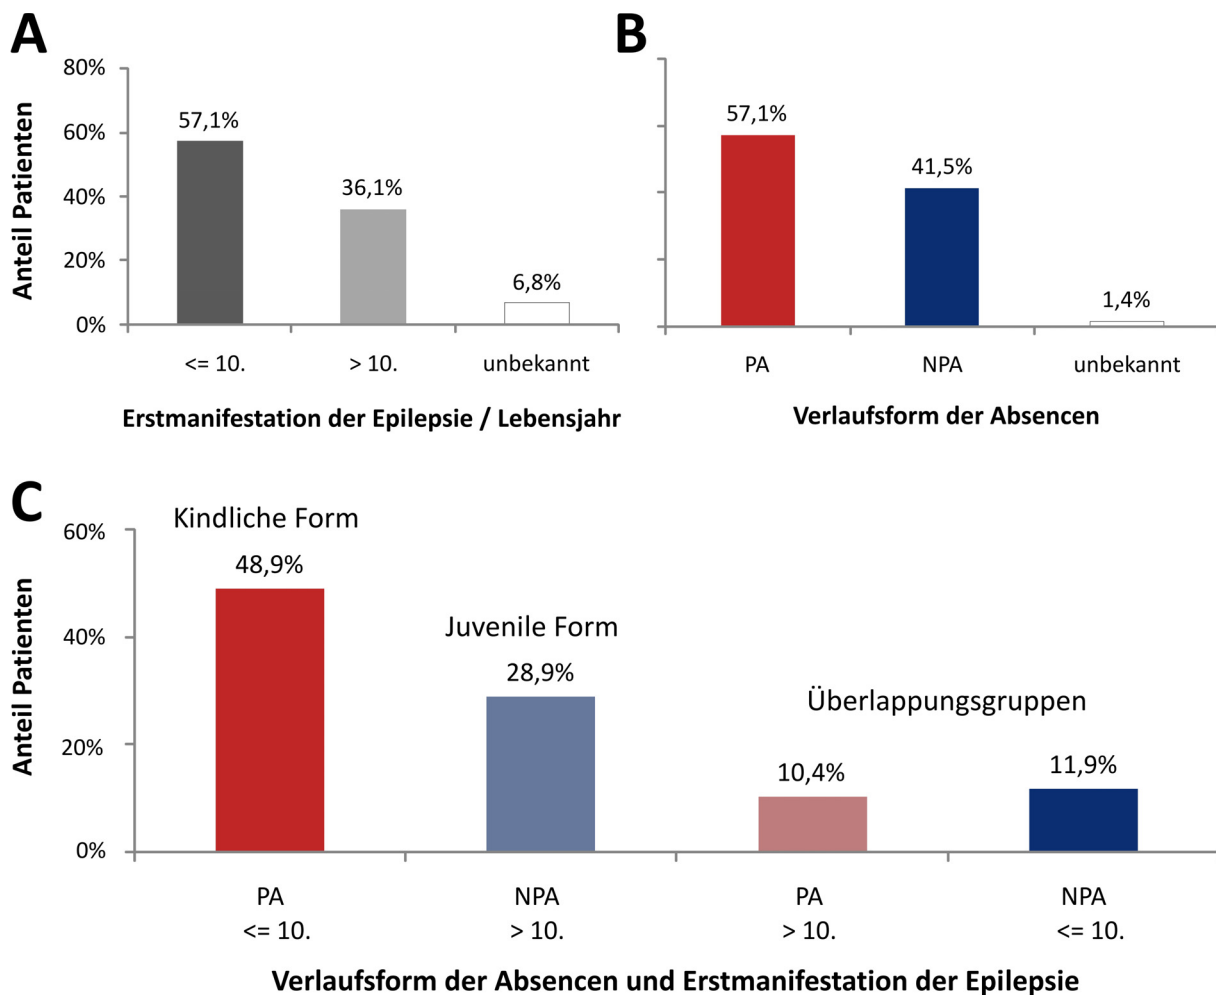 A
80%
60%
40%
20%
0%
Anteil Patienten
57,1%
36,1%
6,8%
<= 10.
> 10.
unbekannt
Erstmanifestation der Epilepsie / Lebensjahr
B
57,1%
41,5%
1,4%
PA
NPA
unbekannt
Verlaufsform der Absencen
C
60%
40%
20%
0%
Anteil Patienten
Kindliche Form
48,9%
Juvenile Form
28,9%
Überlappungsgruppen
10,4%
11,9%
PA
<= 10.
NPA
> 10.
PA
> 10.
NPA
<= 10.
Verlaufsform der Absencen und Erstmanifestation der Epilepsie